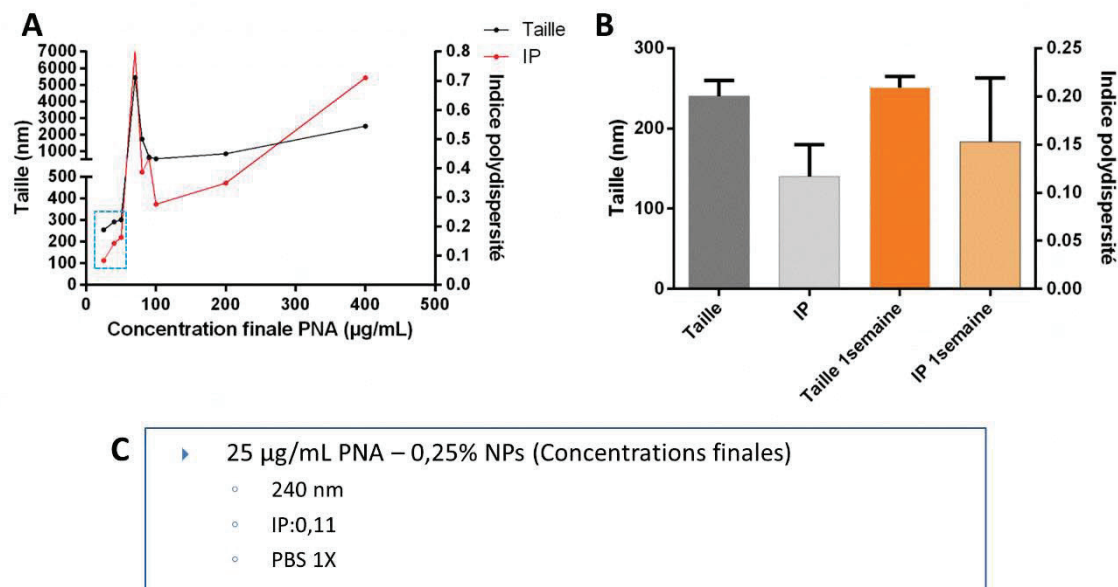 A
Taille
IP
7000
6000
5000
4000
3000
2000
1000
500
400
300
200
100
0
Taille (nm)
0.8
0.7
0.6
0.5
0.4
0.3
0.2
0.1
0.0
Indice polydispersité
0 100 200 300 400 500
Concentration finale PNA (µg/mL)
B
300
200
100
0
Taille (nm)
0.25
0.20
0.15
0.10
0.05
0.00
Indice polydispersité
Taille
IP
Taille 1semaine
IP 1semaine
C
25 µg/mL PNA – 0,25% NPs (Concentrations finales)
240 nm
IP:0,11
PBS 1X